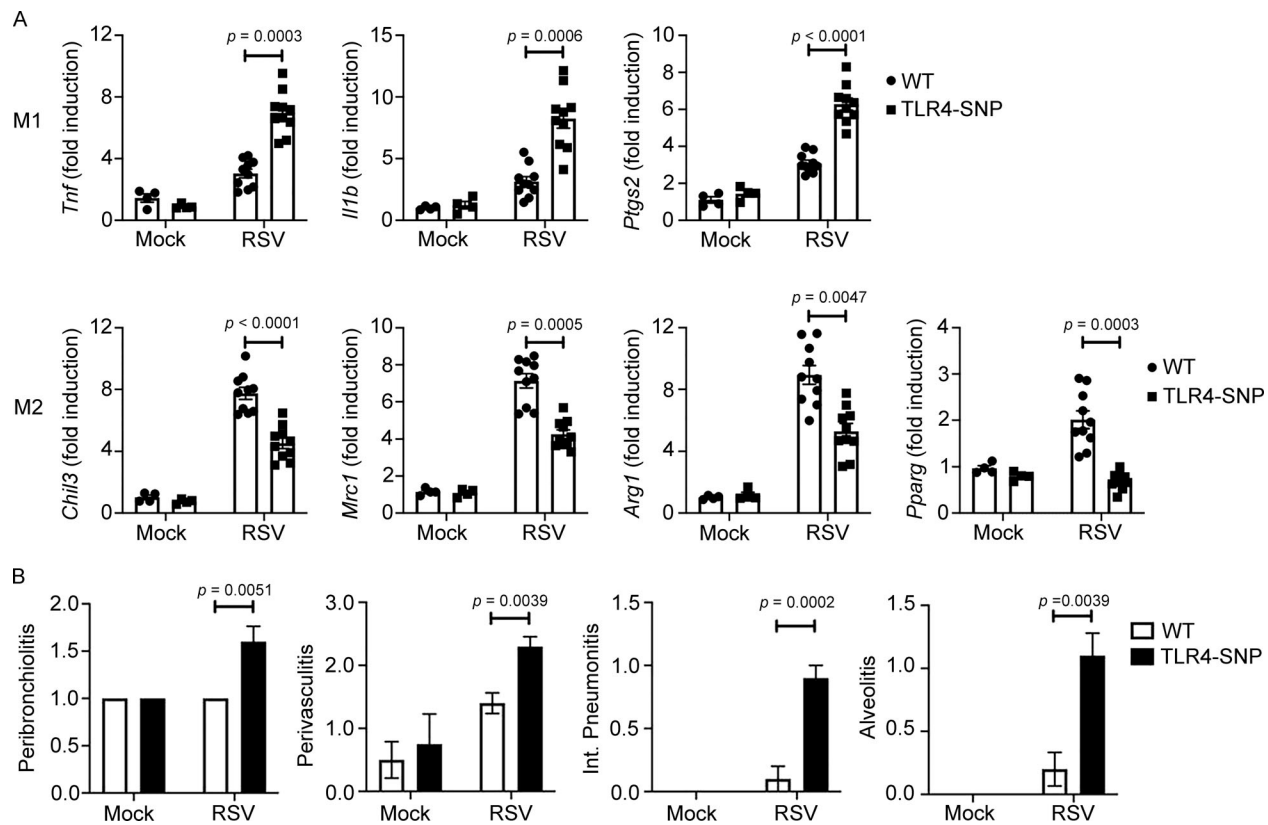 A
M1
Tnf (fold induction)
12
8
4
0
p = 0.0003
Mock
RSV
Il1b (fold induction)
15
10
5
0
p = 0.0006
Mock
RSV
Ptgs2 (fold induction)
10
8
6
4
2
0
p < 0.0001
Mock
RSV
WT
TLR4-SNP
M2
Chil3 (fold induction)
12
8
4
0
p < 0.0001
Mock
RSV
Mrc1 (fold induction)
10
8
6
4
2
0
p = 0.0005
Mock
RSV
Arg1 (fold induction)
12
8
4
0
p = 0.0047
Mock
RSV
Pparg (fold induction)
4
3
2
1
0
p = 0.0003
Mock
RSV
WT
TLR4-SNP
B
Peribronchiolitis
2.0
1.5
1.0
0.5
0.0
p = 0.0051
Mock
RSV
Perivasculitis
3.0
2.0
1.0
0.0
p = 0.0039
Mock
RSV
Int. Pneumonitis
1.5
1.0
0.5
0.0
p = 0.0002
Mock
RSV
Alveolitis
1.5
1.0
0.5
0.0
p =0.0039
Mock
RSV
WT
TLR4-SNP